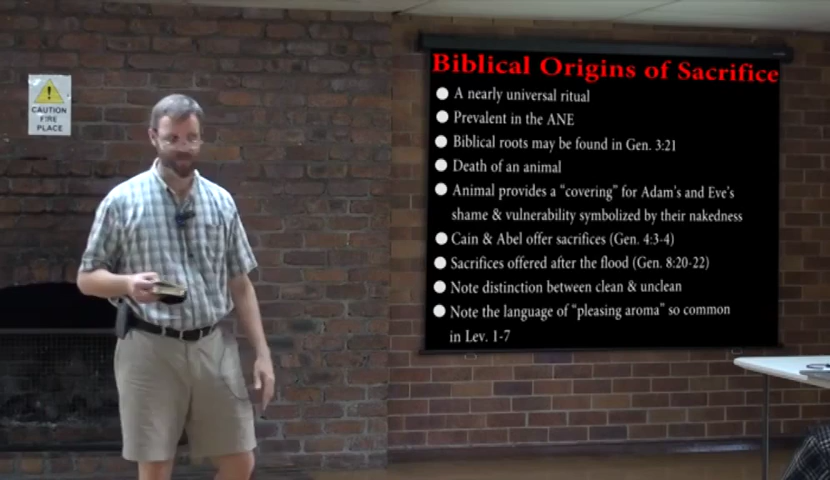 CAUTION
FIRE
PLACE
Biblical Origins of Sacrifice
A nearly universal ritual
Prevalent in the ANE
Biblical roots may be found in Gen. 3:21
Death of an animal
Animal provides a “covering” for Adam's and Eve's
shame & vulnerability symbolized by their nakedness
Cain & Abel offer sacrifices (Gen. 4:3-4)
Sacrifices offered after the flood (Gen. 8:20-22)
Note distinction between clean & unclean
Note the language of “pleasing aroma” so common
in Lev. 1-7